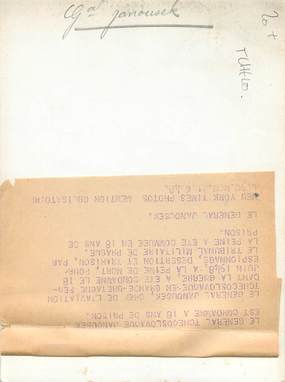 Gal Janousek
TCHECO.
LE GENERAL TCHECOSLOVAQUE JANOUSEK
EST CONDAMNE A 18 ANS DE PRISON.
LE GENERAL JANOUSEK, CHEF DE L'AVIATION
TCHECOSLOVAQUE EN GRANDE-BRETAGNE PEN-
DANT LA GUERRE, A ETE CONDAMNE LE 18
JUIN 1948, A LA PEINE DE MORT, POUR
ESPIONNAGE, DESERTION ET TRAHISON, PAR
LE TRIBUNAL MILITAIRE DE PRAGUE.
LA PEINE A ETE COMMUEE EN 18 ANS DE
PRISON.
LE GENERAL JANOUSEK.
NEW YORK TIMES PHOTOS MENTION OBLIGATO.